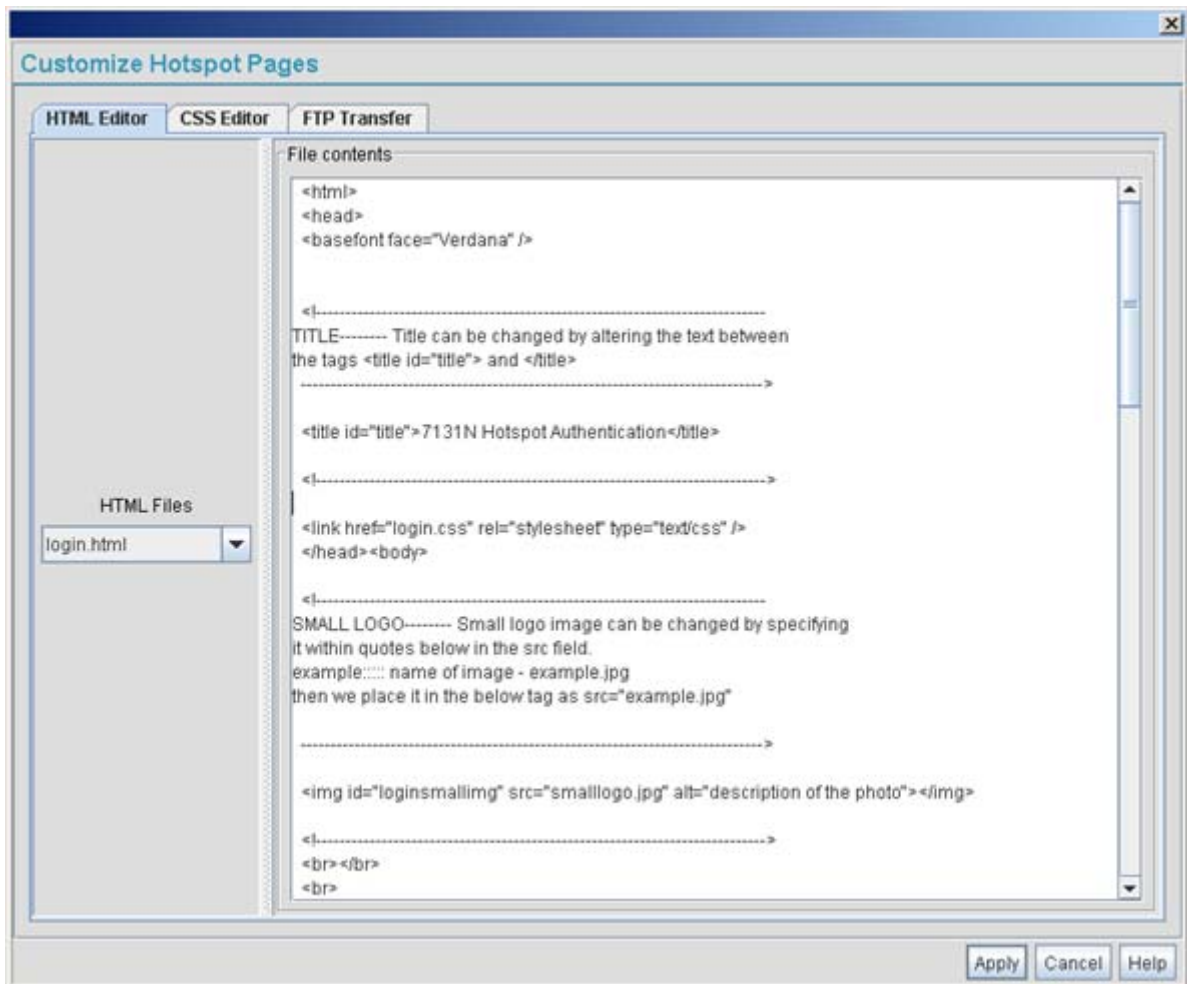 Customize Hotspot Pages
HTML Editor
CSS Editor
FTP Transfer
HTML Files
login.html
File contents
<html>
<head>
<basefont face="Verdana" />
<!-----------------------------------------------------------------------------
TITLE-------- Title can be changed by altering the text between
the tags <title id="title"> and </title>
------------------------------------------------------------------------------>
<title id="title">7131N Hotspot Authentication</title>
<!----------------------------------------------------------------------------->
<link href="login.css" rel="stylesheet" type="text/css" />
</head><body>
<!-----------------------------------------------------------------------------
SMALL LOGO-------- Small logo image can be changed by specifying
it within quotes below in the src field.
example::::: name of image - example.jpg
then we place it in the below tag as src="example.jpg"
------------------------------------------------------------------------------>
<img id="loginsmallimg" src="smalllogo.jpg" alt="description of the photo"></img>
<!----------------------------------------------------------------------------->
<br></br>
<br>
Apply
Cancel
Help